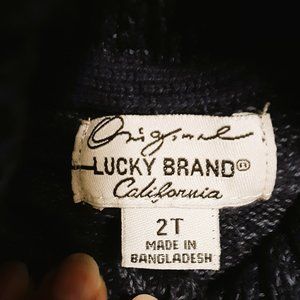 Original
LUCKY BRAND®
California
2T
MADE IN
BANGLADESH